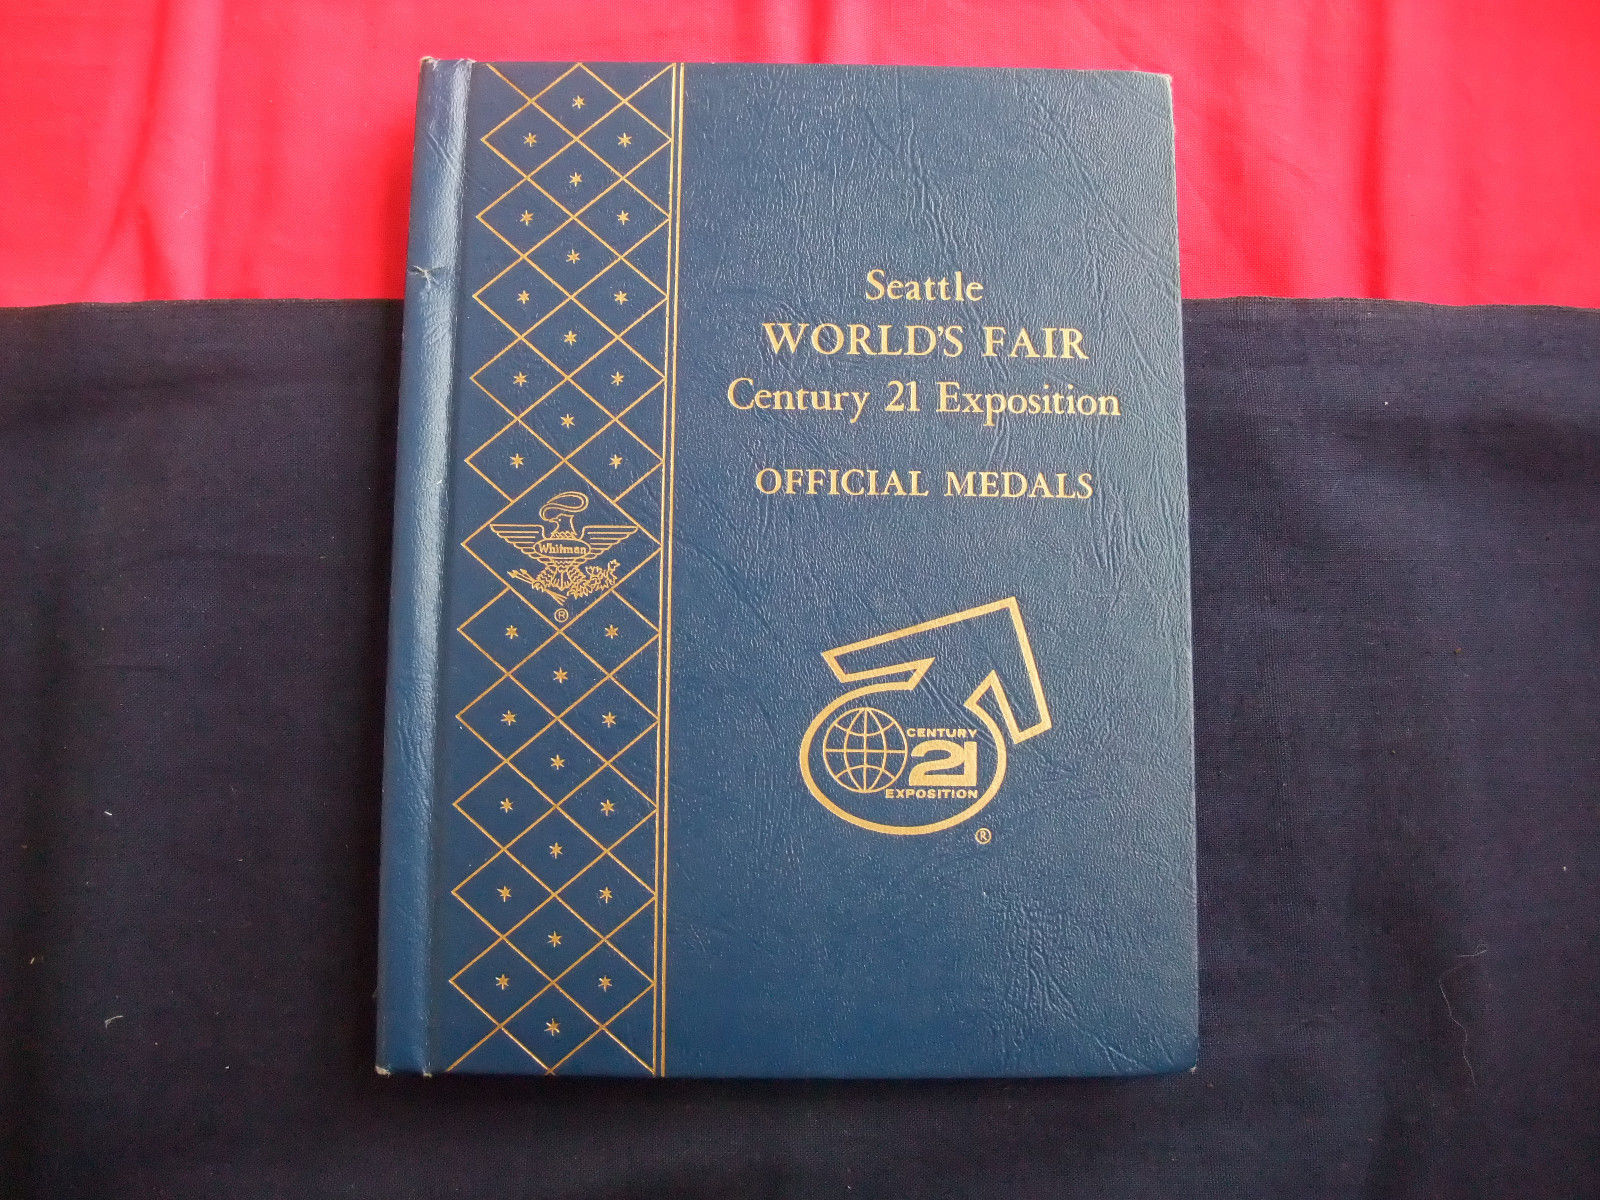 Seattle
WORLD'S FAIR
Century 21 Exposition
OFFICIAL MEDALS
Whitman
®
CENTURY
21
EXPOSITION
®